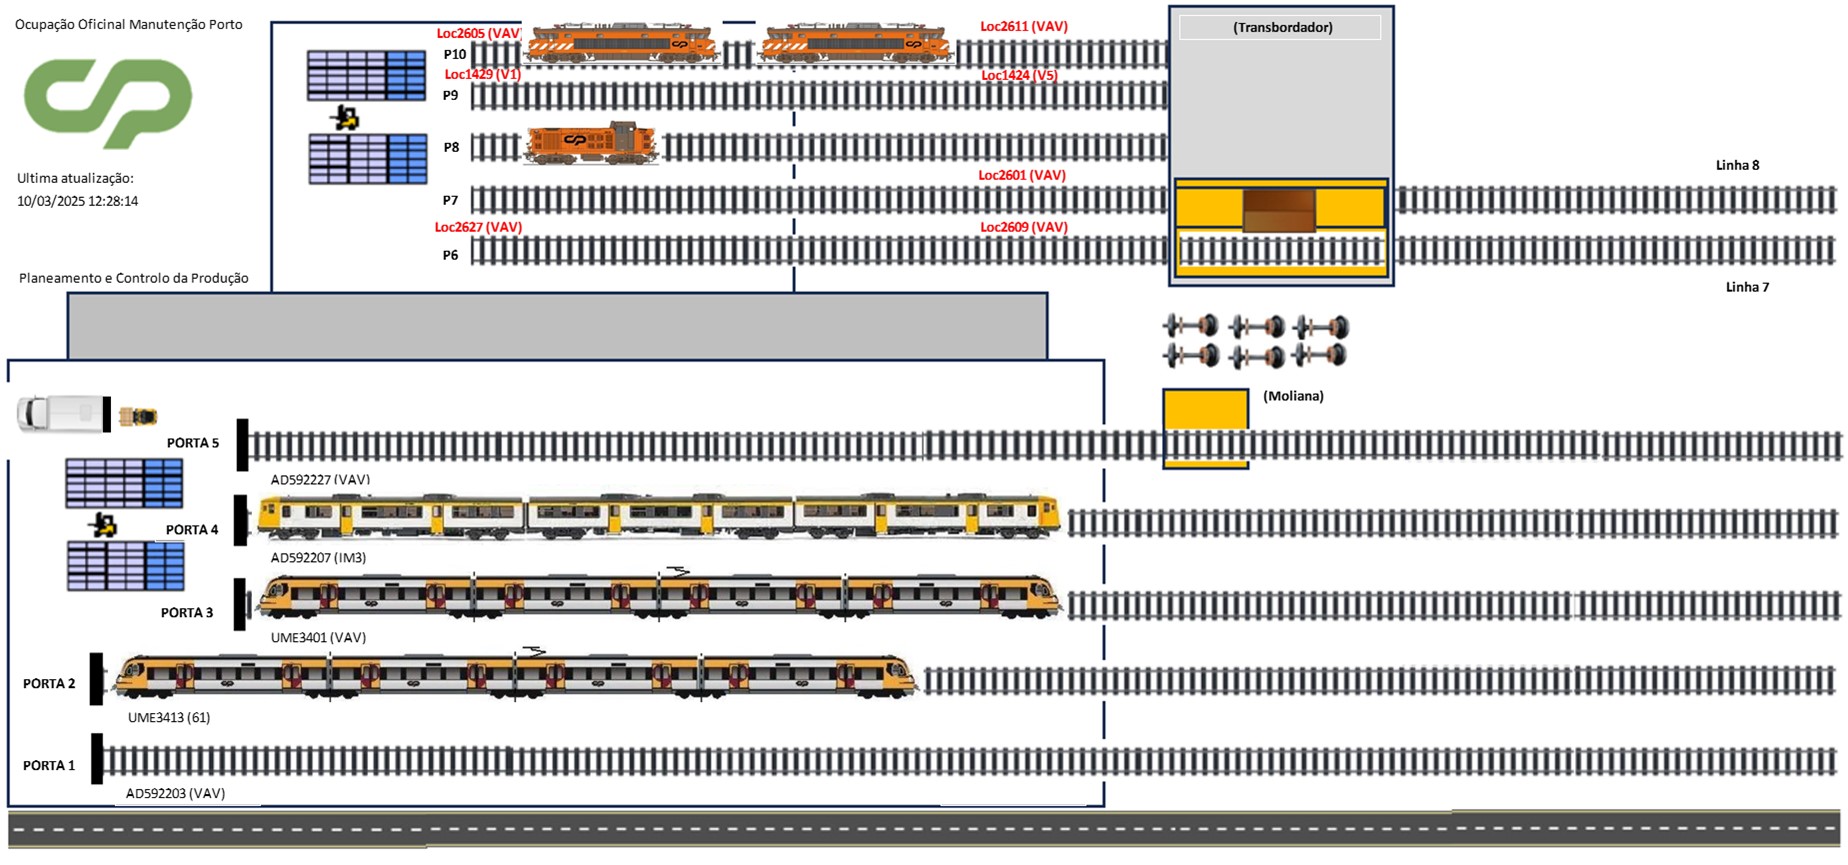 Ocupação Oficinal Manutenção Porto
Ultima atualização:
10/03/2025 12:28:14
Planeamento e Controlo da Produção
Loc2605 (VAV)
Loc2611 (VAV)
P10
Loc1429 (V1)
Loc1424 (V5)
P9
P8
Loc2601 (VAV)
P7
Loc2627 (VAV)
Loc2609 (VAV)
P6
(Transbordador)
Linha 8
Linha 7
(Moliana)
PORTA 5
AD592227 (VAV)
PORTA 4
AD592207 (IM3)
PORTA 3
UME3401 (VAV)
PORTA 2
UME3413 (61)
PORTA 1
AD592203 (VAV)